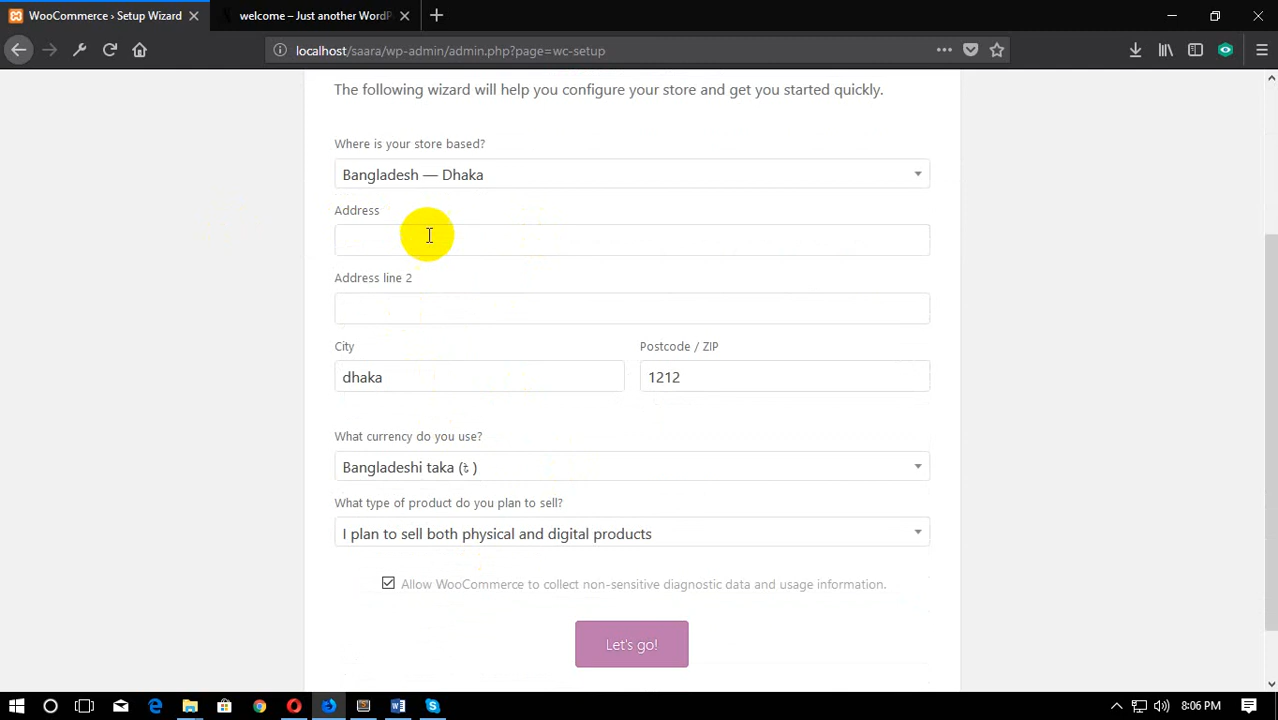 WooCommerce › Setup Wizard
welcome – Just another WordP
localhost/saara/wp-admin/admin.php?page=wc-setup
The following wizard will help you configure your store and get you started quickly.
Where is your store based?
Bangladesh — Dhaka
Address
Address line 2
City
Postcode / ZIP
dhaka
1212
What currency do you use?
Bangladeshi taka (৳ )
What type of product do you plan to sell?
I plan to sell both physical and digital products
Allow WooCommerce to collect non-sensitive diagnostic data and usage information.
Let's go!
8:06 PM